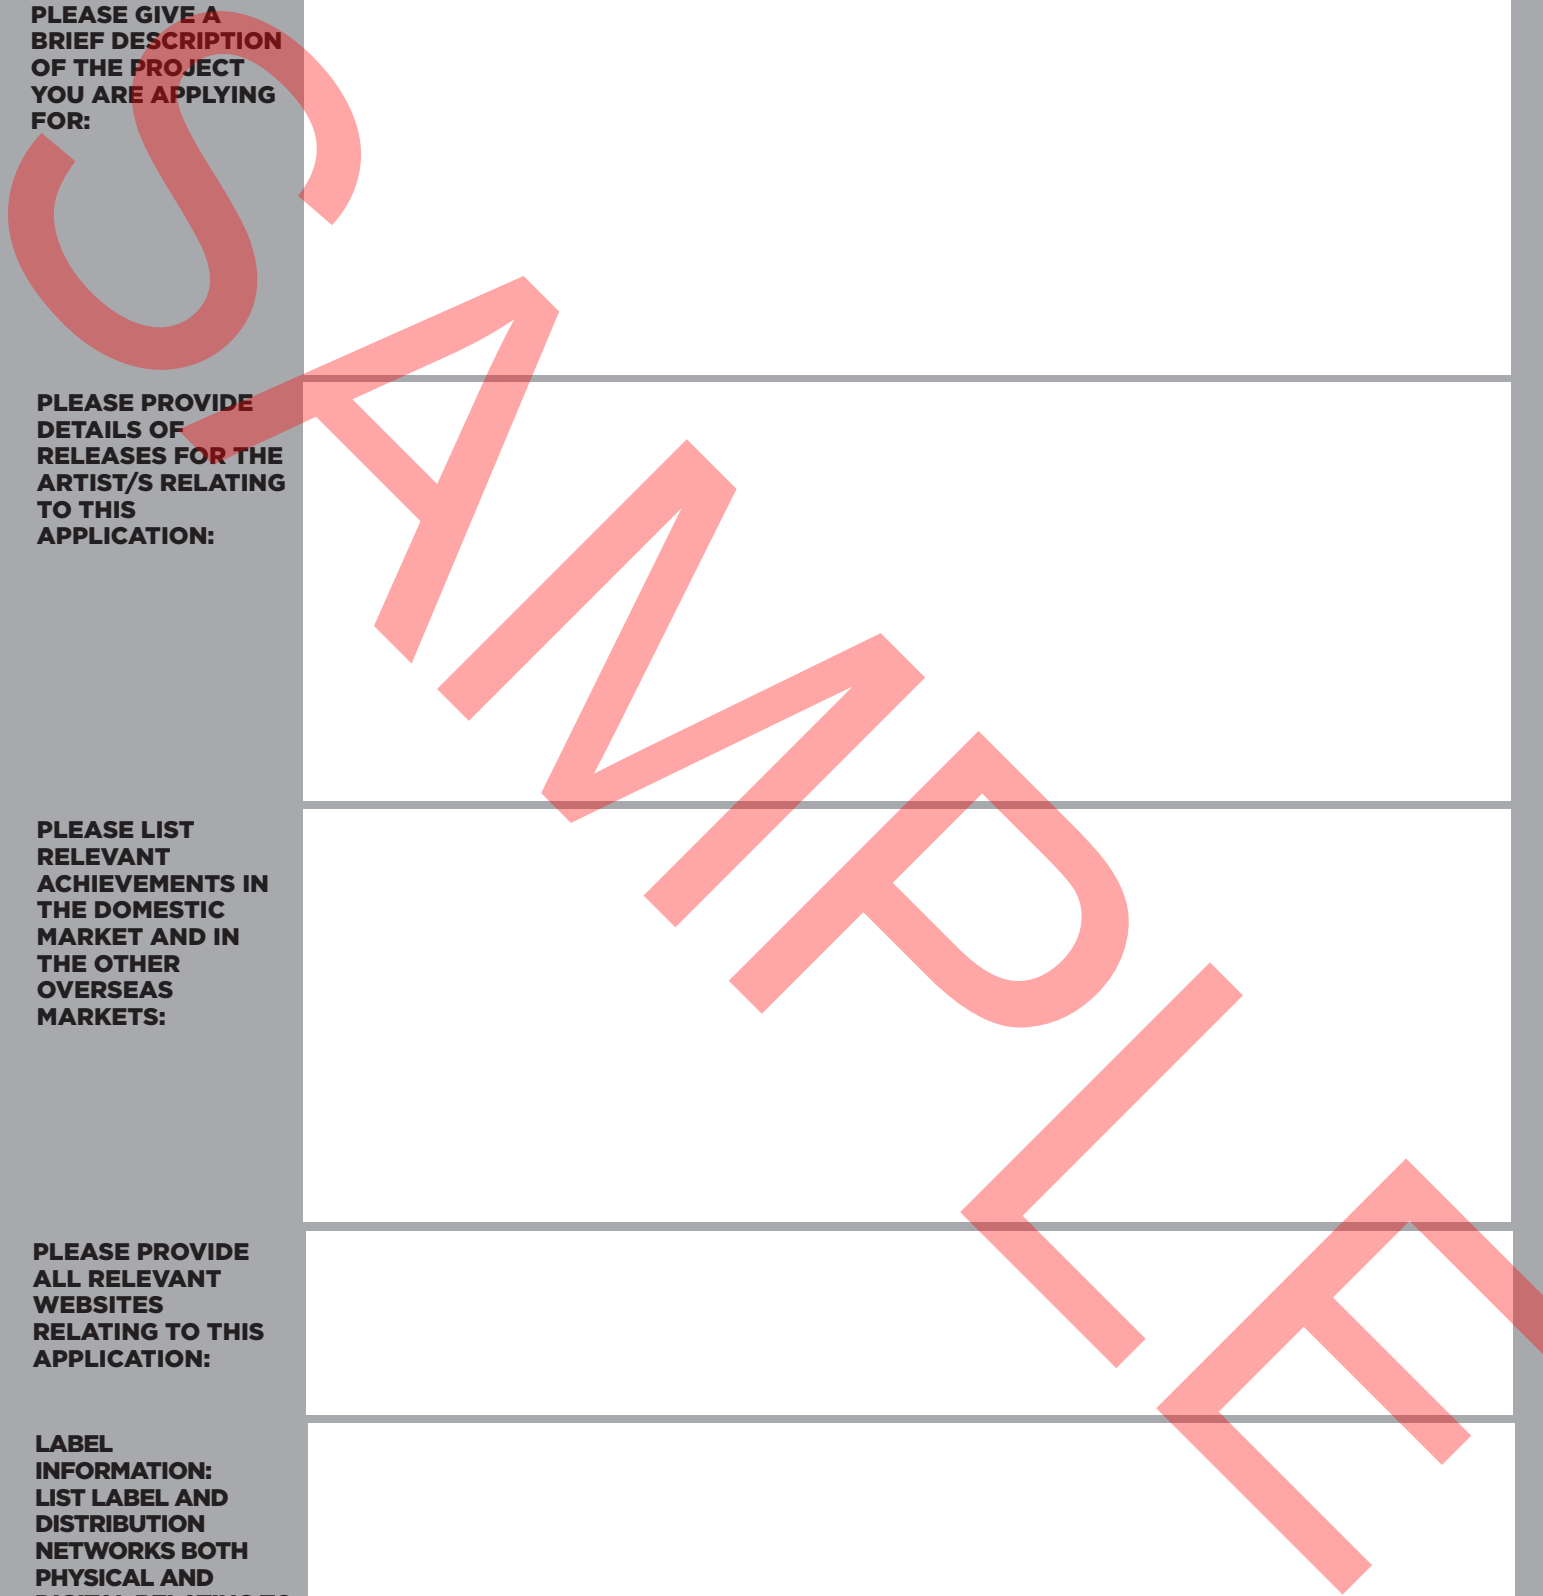 PLEASE GIVE A
BRIEF DESCRIPTION
OF THE PROJECT
YOU ARE APPLYING
FOR:
PLEASE PROVIDE
DETAILS OF
RELEASES FOR THE
ARTIST/S RELATING
TO THIS
APPLICATION:
PLEASE LIST
RELEVANT
ACHIEVEMENTS IN
THE DOMESTIC
MARKET AND IN
THE OTHER
OVERSEAS
MARKETS:
PLEASE PROVIDE
ALL RELEVANT
WEBSITES
RELATING TO THIS
APPLICATION:
LABEL
INFORMATION:
LIST LABEL AND
DISTRIBUTION
NETWORKS BOTH
PHYSICAL AND
DIGITAL RELATING TO
SAMPLE